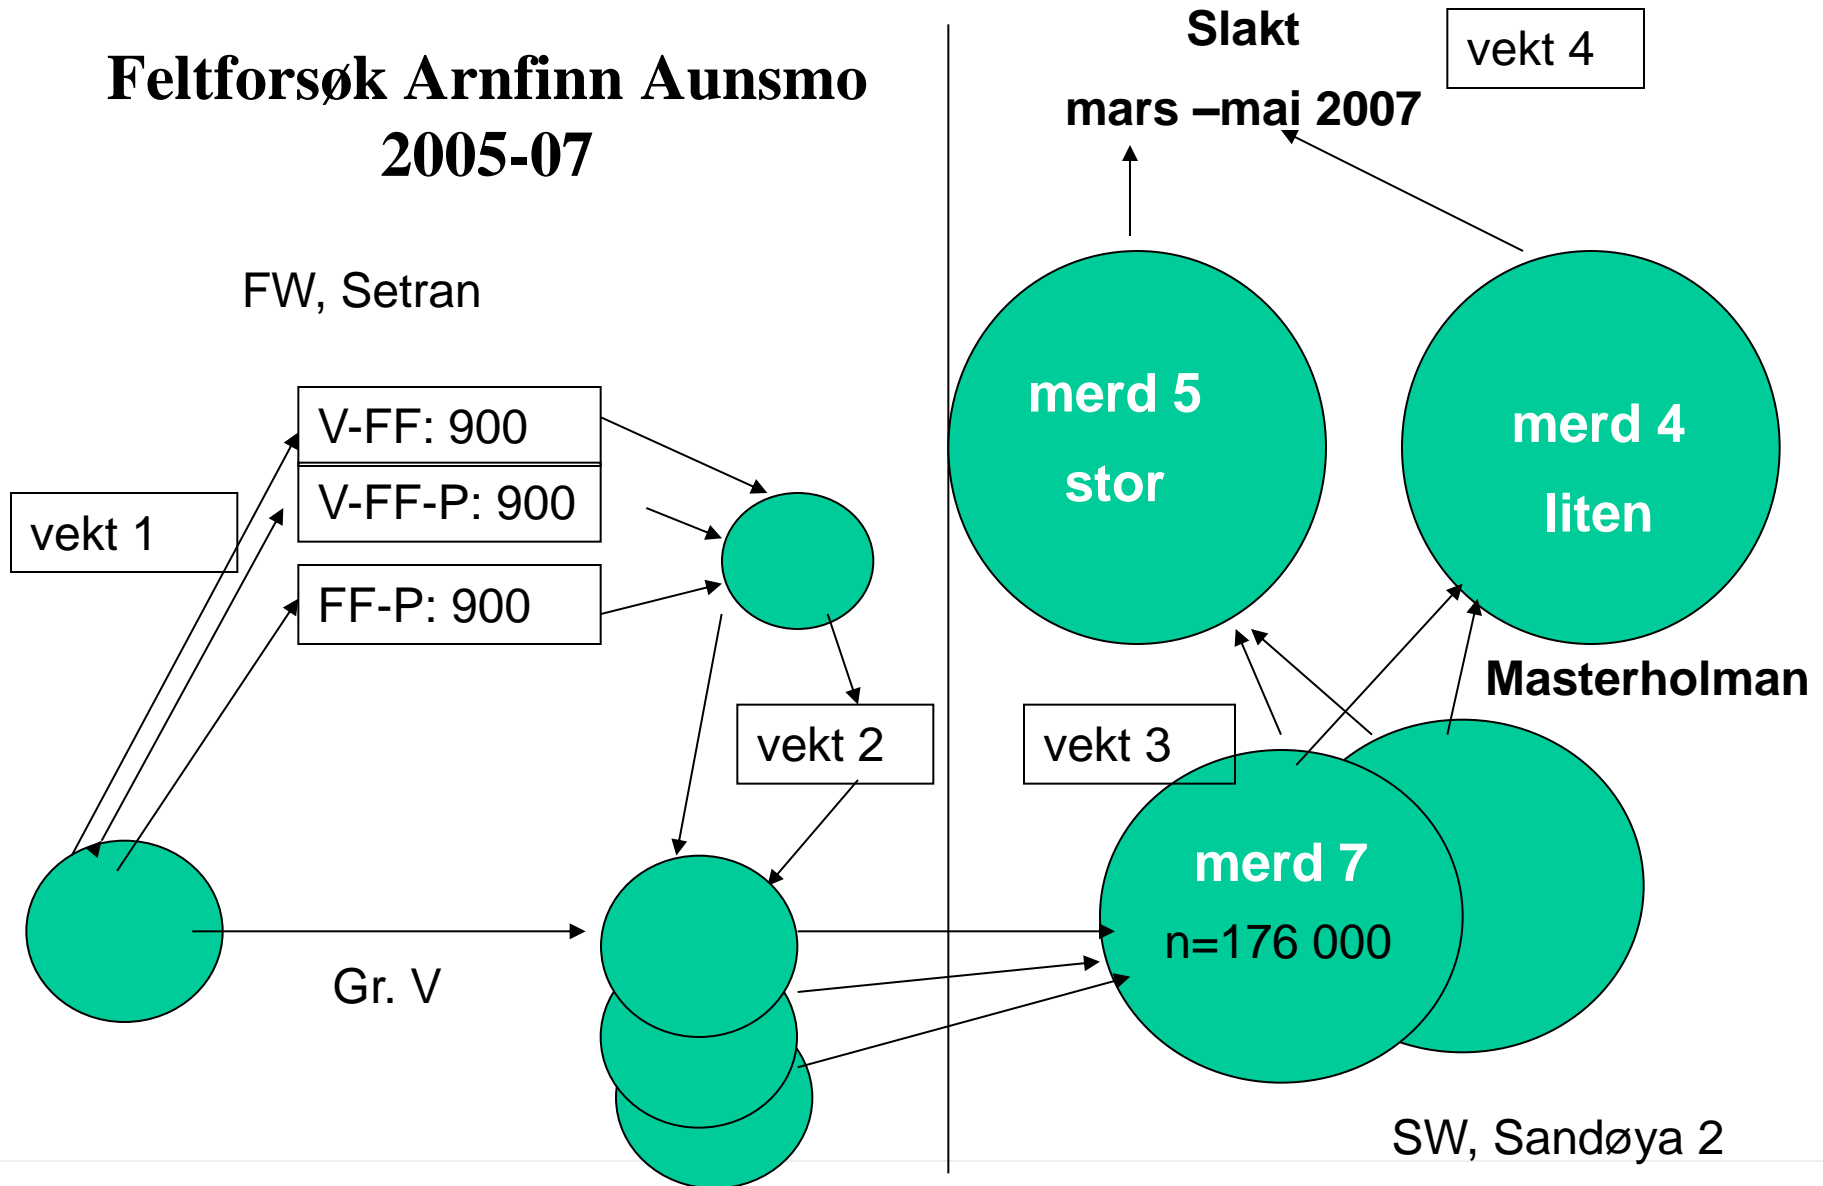 Feltforsøk Arnfinn Aunsmo
2005-07
FW, Setran
V-FF: 900
V-FF-P: 900
vekt 1
FF-P: 900
vekt 2
Gr. V
Slakt
vekt 4
mars –mai 2007
merd 5
stor
merd 4
liten
Masterholman
vekt 3
merd 7
n=176 000
SW, Sandøya 2